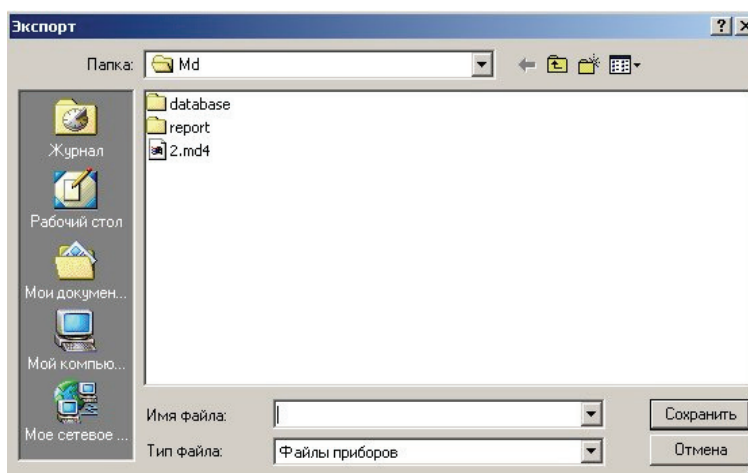 Экспорт
Папка:
Md
database
report
2.md4
Журнал
Рабочий стол
Мои докумен...
Мой компью...
Мое сетевое ...
Имя файла:
Сохранить
Тип файла:
Файлы приборов
Отмена